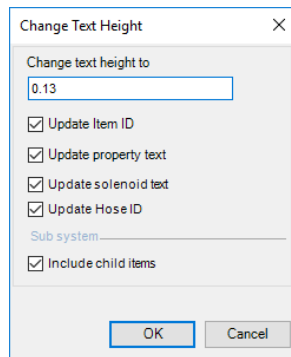 Change Text Height
Change text height to
0.13
Update Item ID
Update property text
Update solenoid text
Update Hose ID
Sub system
Include child items
OK Cancel